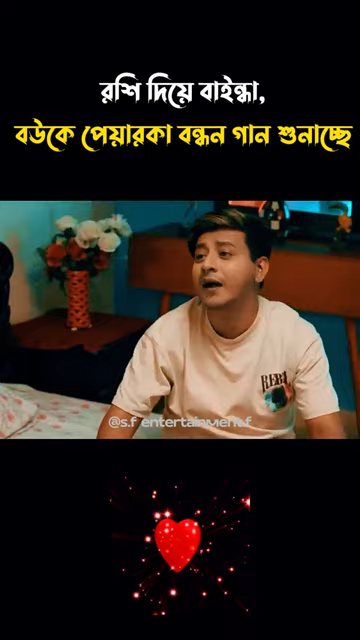 রশি দিয়ে বাইন্ধা,
বউকে পেয়ারকা বন্ধন গান শুনাচ্ছে
@s.f entertainment.f